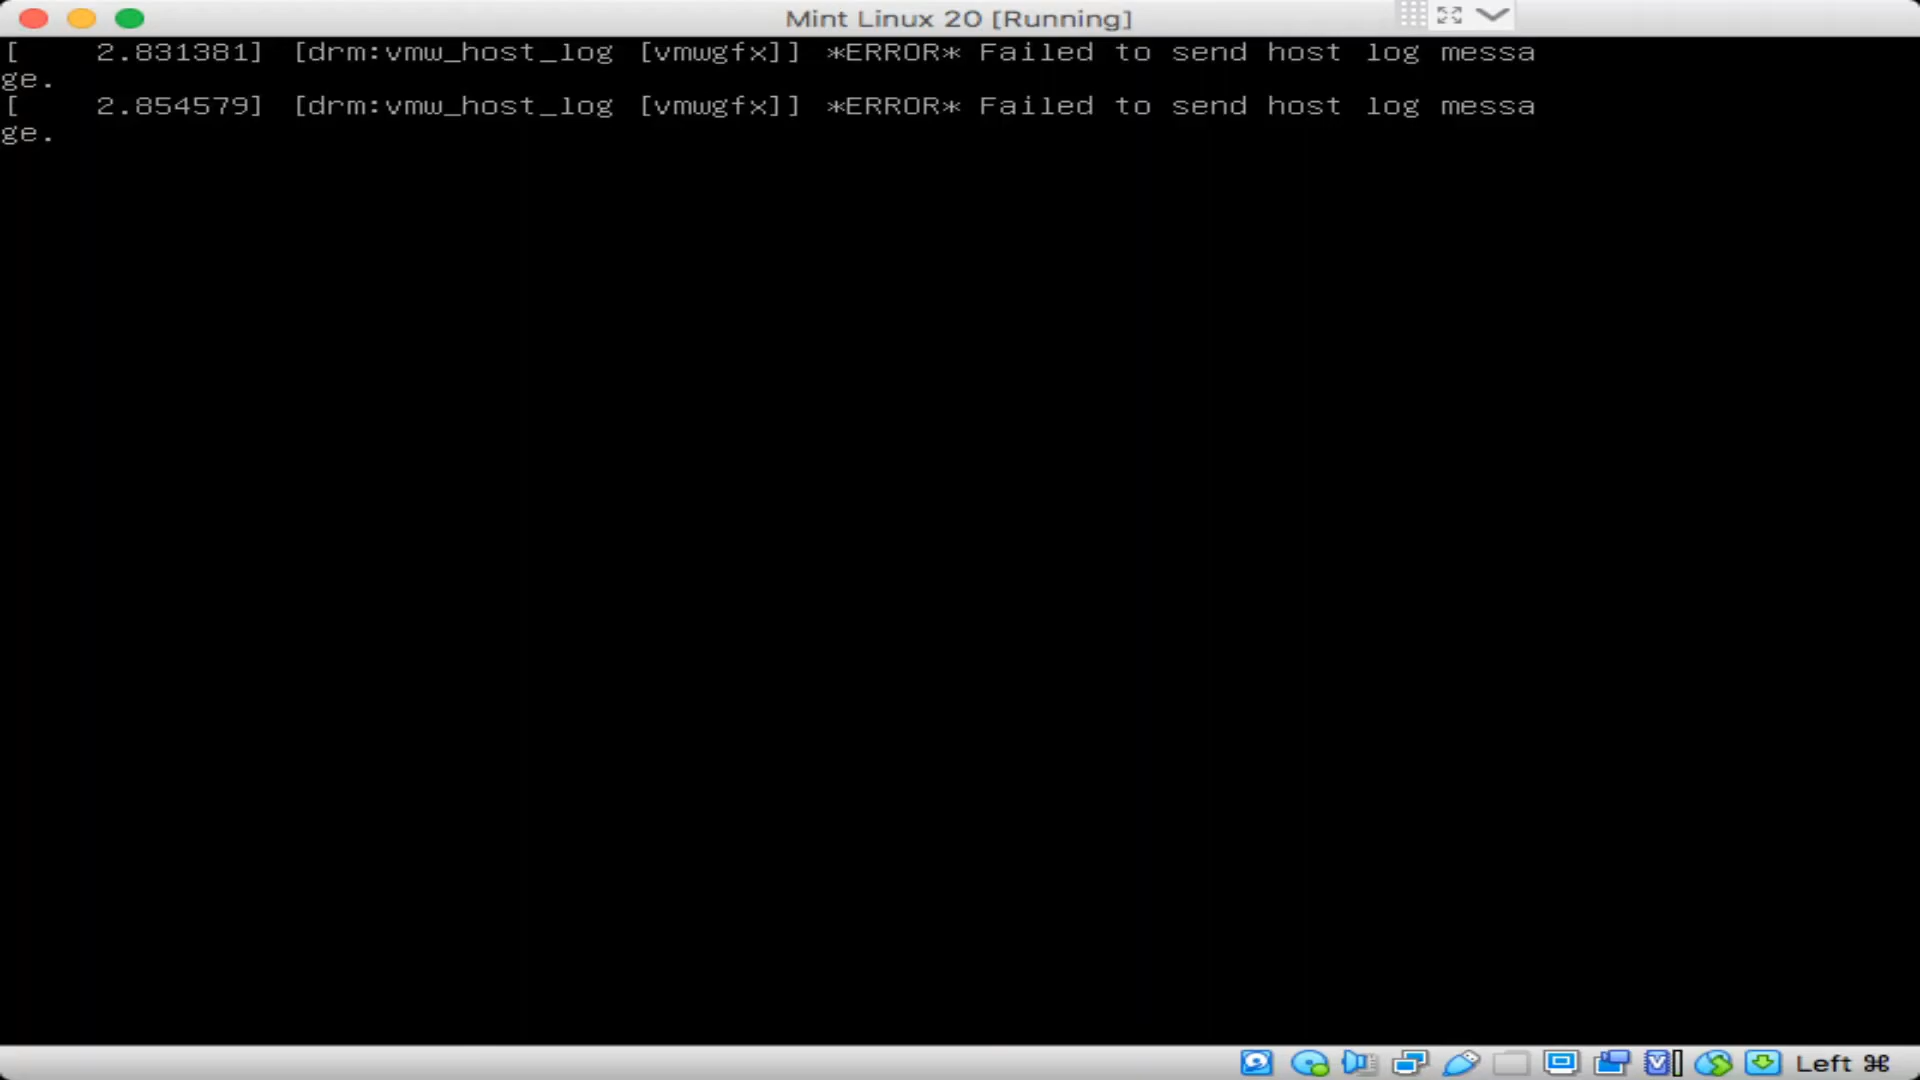 Mint Linux 20 [Running]
[    2.831381] [drm:vmw_host_log [vmwgfx]] *ERROR* Failed to send host log messa
ge.
[    2.854579] [drm:vmw_host_log [vmwgfx]] *ERROR* Failed to send host log messa
ge.
Left ⌘